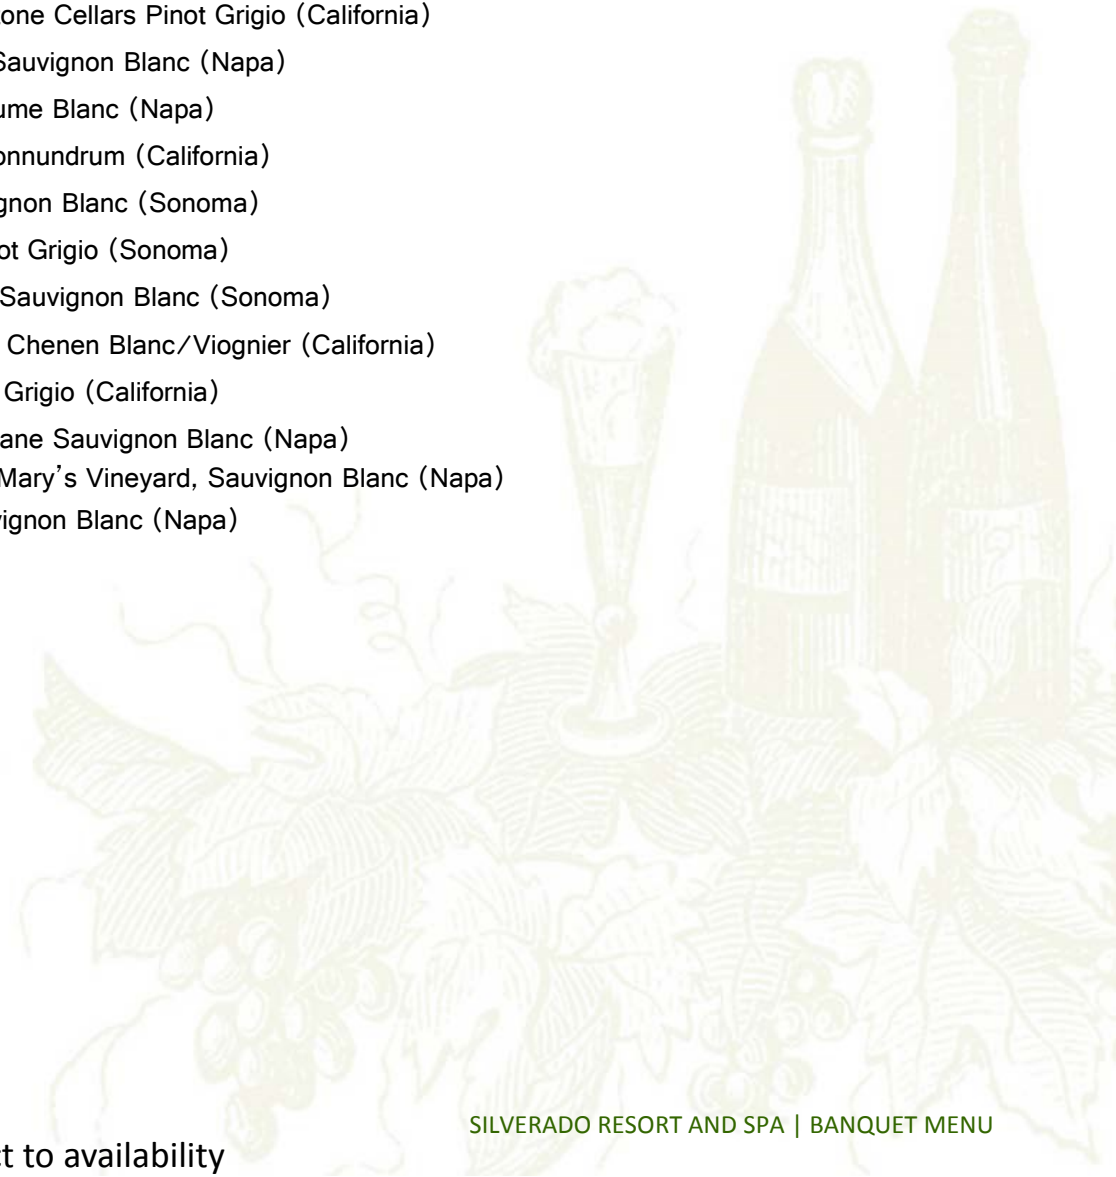 one Cellars Pinot Grigio (California)
Sauvignon Blanc (Napa)
ume Blanc (Napa)
onnundrum (California)
gnon Blanc (Sonoma)
ot Grigio (Sonoma)
Sauvignon Blanc (Sonoma)
Chenen Blanc/Viognier (California)
Grigio (California)
ane Sauvignon Blanc (Napa)
Mary's Vineyard, Sauvignon Blanc (Napa)
vignon Blanc (Napa)
SILVERADO RESORT AND SPA | BANQUET MENU
t to availability